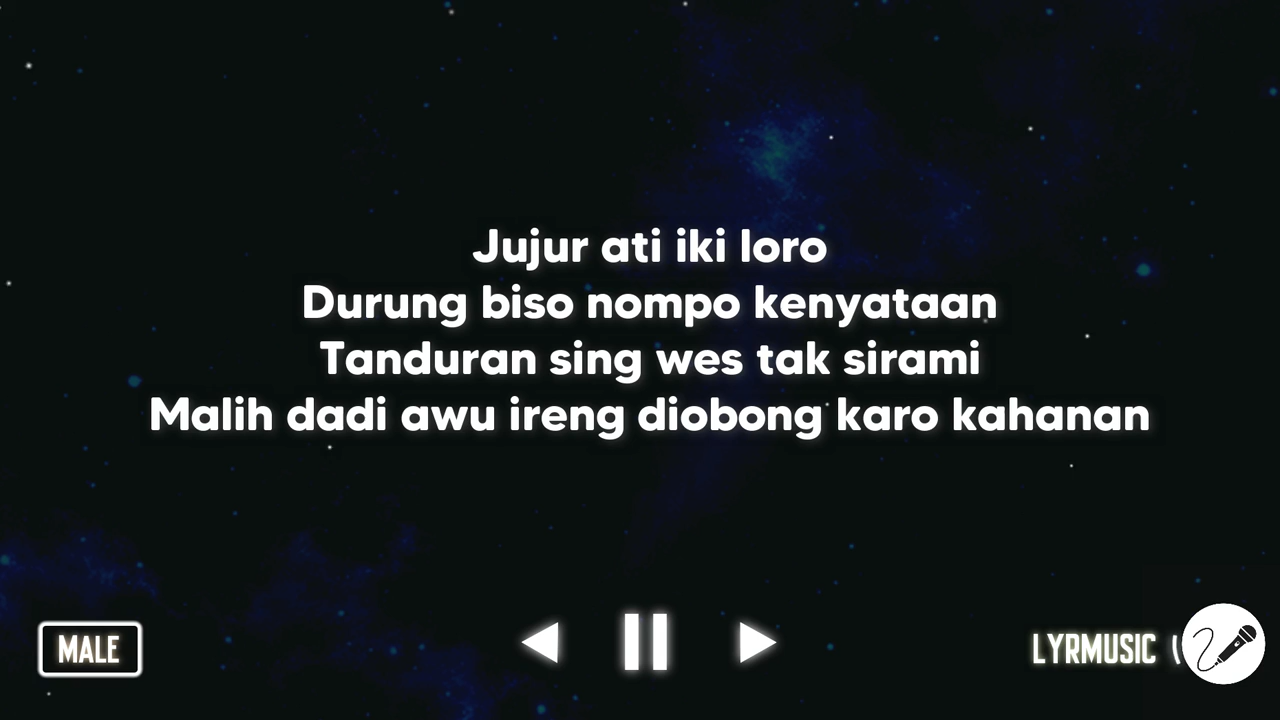 Jujur ati iki loro
Durung biso nompo kenyataan
Tanduran sing wes tak sirami
Malih dadi awu ireng diobong karo kahanan
MALE
LYRMUSIC